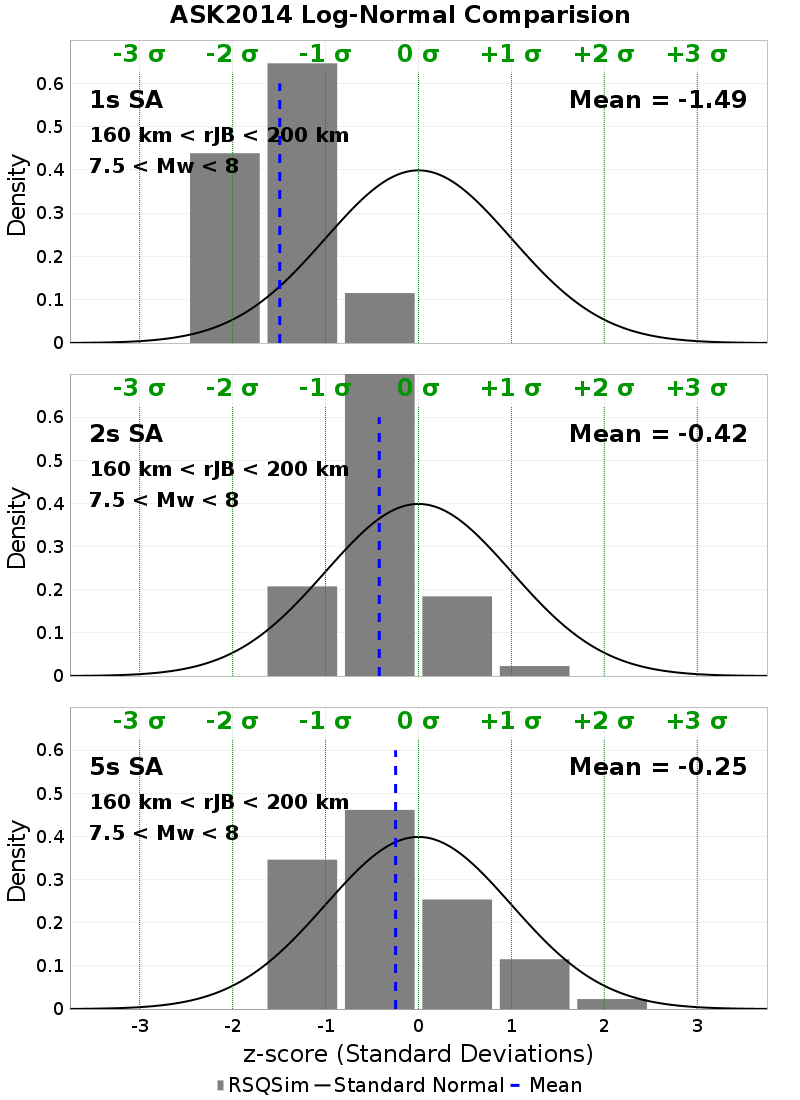 ASK2014 Log-Normal Comparision
-3 σ -2 σ -1 σ 0 σ +1 σ +2 σ +3 σ
1s SA Mean = -1.49
160 km < rJB < 200 km
7.5 < Mw < 8
Density
0.6
0.5
0.4
0.3
0.2
0.1
0
-3 σ -2 σ -1 σ 0 σ +1 σ +2 σ +3 σ
2s SA Mean = -0.42
160 km < rJB < 200 km
7.5 < Mw < 8
Density
0.6
0.5
0.4
0.3
0.2
0.1
0
-3 σ -2 σ -1 σ 0 σ +1 σ +2 σ +3 σ
5s SA Mean = -0.25
160 km < rJB < 200 km
7.5 < Mw < 8
Density
0.6
0.5
0.4
0.3
0.2
0.1
0
-3 -2 -1 0 1 2 3
z-score (Standard Deviations)
RSQSim Standard Normal Mean